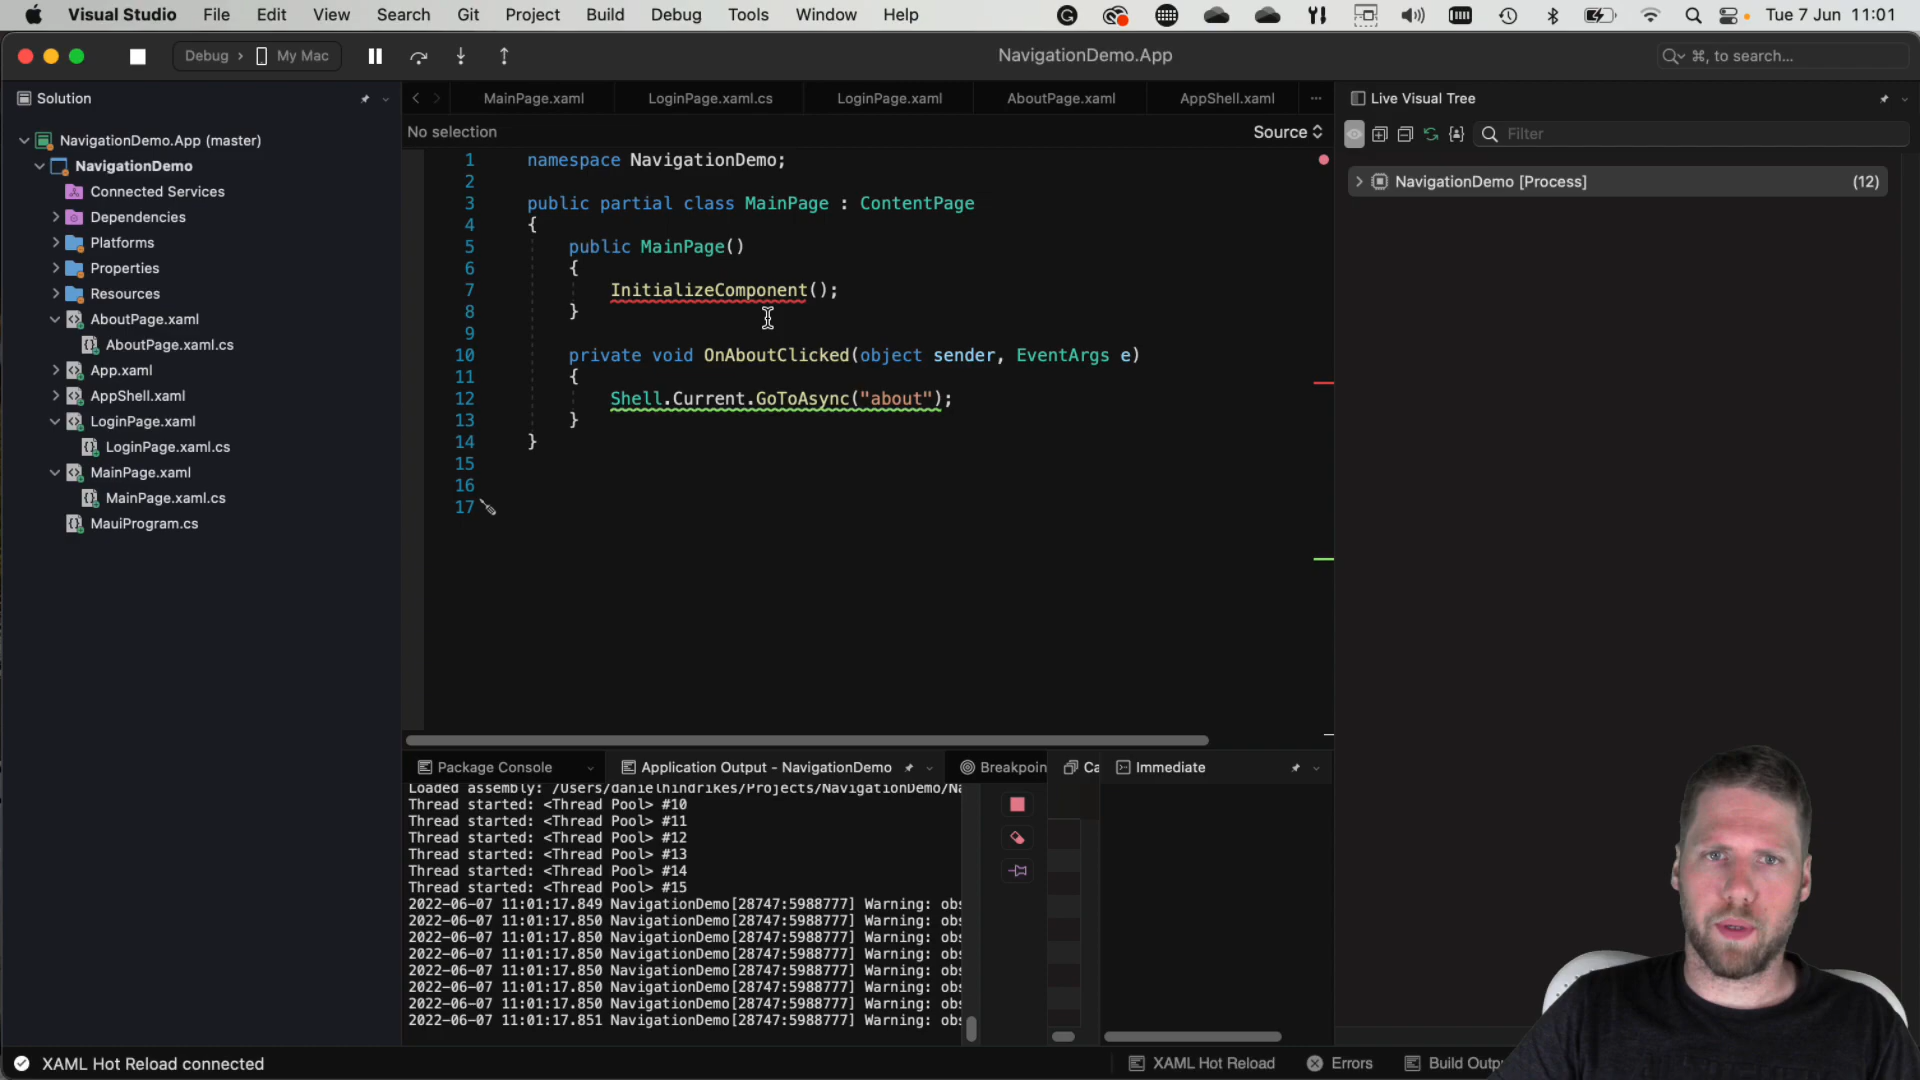 Visual Studio File Edit View Search Git Project Build Debug Tools Window Help Tue 7 Jun 11:01
Debug › My Mac NavigationDemo.App ⌘, to search...
Solution
NavigationDemo.App (master)
NavigationDemo
Connected Services
Dependencies
Platforms
Properties
Resources
AboutPage.xaml
AboutPage.xaml.cs
App.xaml
AppShell.xaml
LoginPage.xaml
LoginPage.xaml.cs
MainPage.xaml
MainPage.xaml.cs
MauiProgram.cs
MainPage.xaml LoginPage.xaml.cs LoginPage.xaml AboutPage.xaml AppShell.xaml
No selection Source
1 namespace NavigationDemo;
2
3 public partial class MainPage : ContentPage
4 {
5 public MainPage()
6 {
7 InitializeComponent();
8 }
9
10 private void OnAboutClicked(object sender, EventArgs e)
11 {
12 Shell.Current.GoToAsync("about");
13 }
14 }
15
16
17
Live Visual Tree
Filter
NavigationDemo [Process] (12)
Package Console Application Output - NavigationDemo Breakpoin Ca Immediate
Loaded assembly: /Users/danielhindrikes/Projects/NavigationDemo/Na
Thread started: <Thread Pool> #10
Thread started: <Thread Pool> #11
Thread started: <Thread Pool> #12
Thread started: <Thread Pool> #13
Thread started: <Thread Pool> #14
Thread started: <Thread Pool> #15
2022-06-07 11:01:17.849 NavigationDemo[28747:5988777] Warning: obs
2022-06-07 11:01:17.850 NavigationDemo[28747:5988777] Warning: obs
2022-06-07 11:01:17.850 NavigationDemo[28747:5988777] Warning: obs
2022-06-07 11:01:17.850 NavigationDemo[28747:5988777] Warning: obs
2022-06-07 11:01:17.850 NavigationDemo[28747:5988777] Warning: obs
2022-06-07 11:01:17.850 NavigationDemo[28747:5988777] Warning: obs
2022-06-07 11:01:17.850 NavigationDemo[28747:5988777] Warning: obs
2022-06-07 11:01:17.851 NavigationDemo[28747:5988777] Warning: obs
XAML Hot Reload connected XAML Hot Reload Errors Build Outp